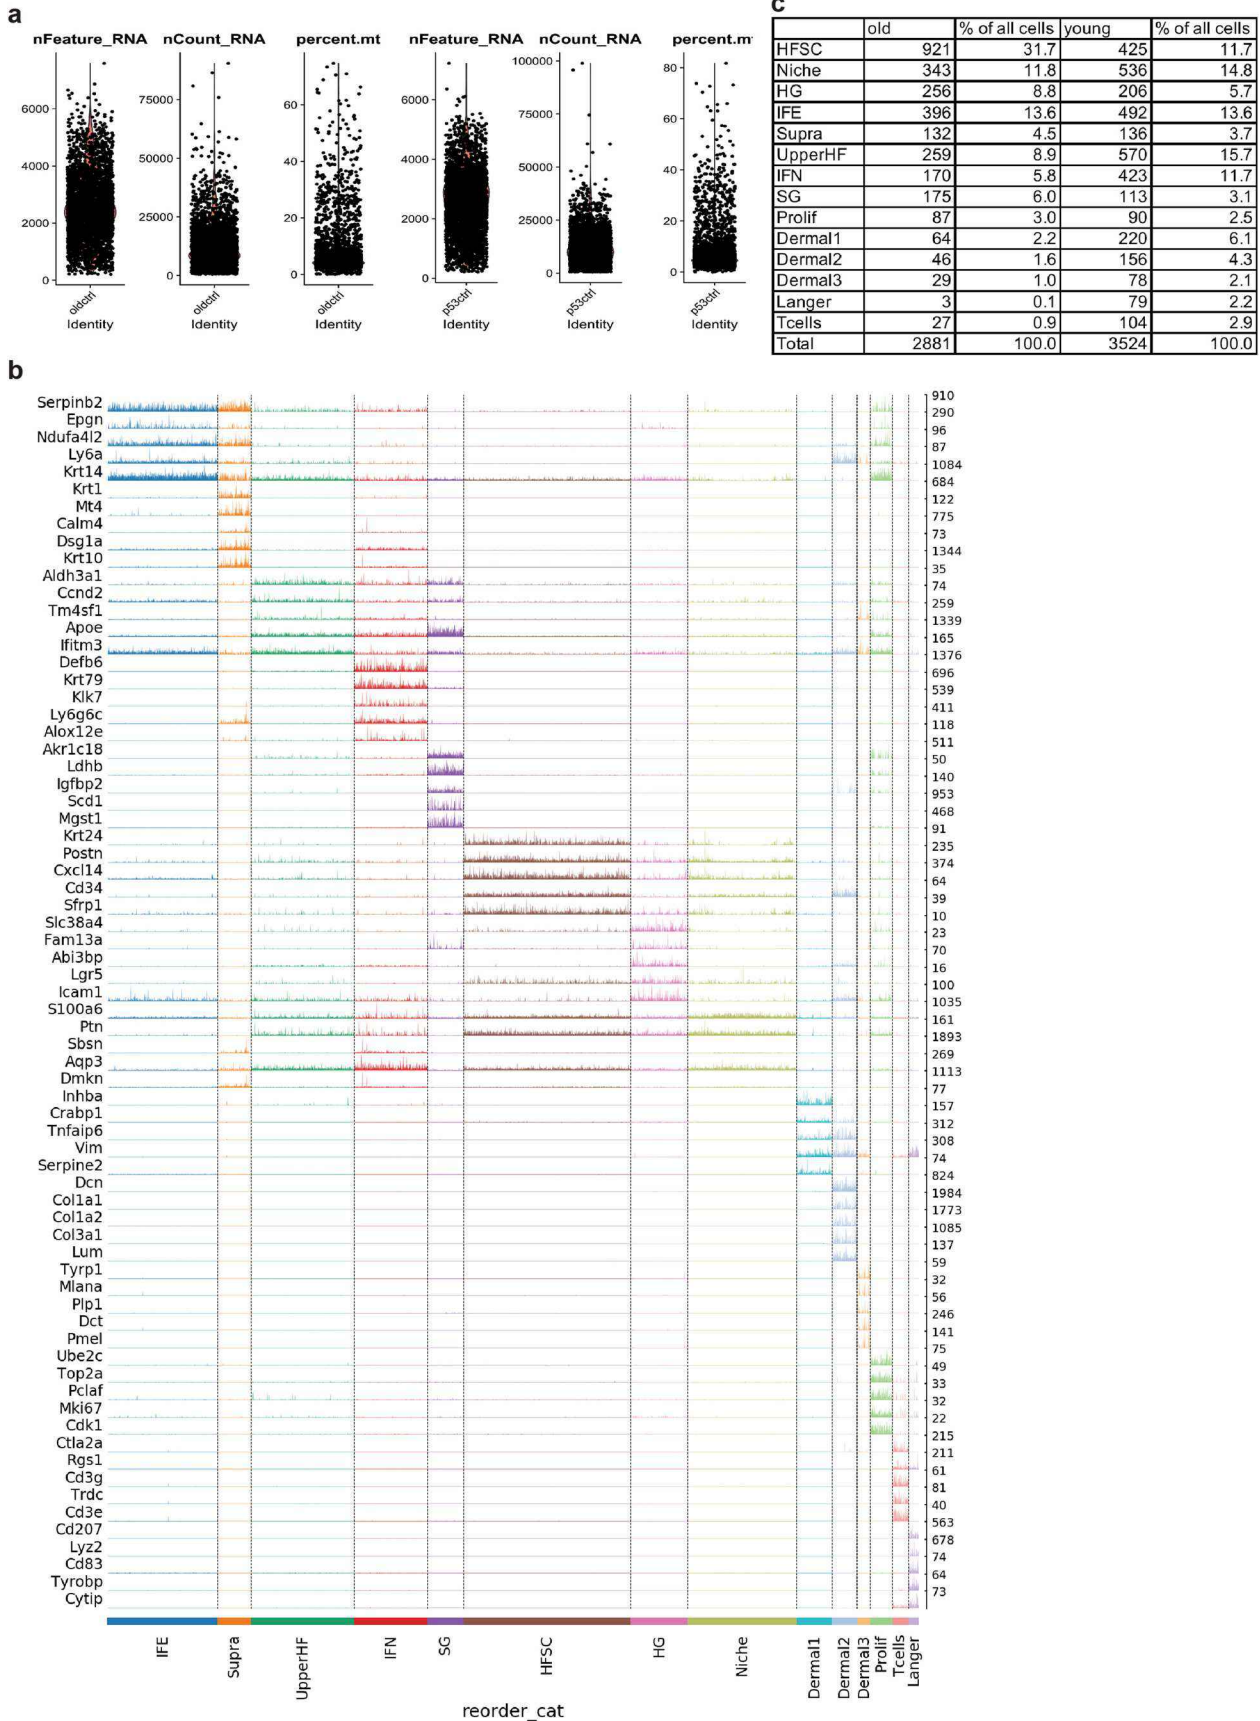 a
nFeature_RNA nCount_RNA percent.mt nFeature_RNA nCount_RNA percent.m
6000
4000
2000
0
oldctrl
Identity
75000
50000
25000
0
oldctrl
Identity
60
40
20
0
oldctrl
Identity
6000
4000
2000
0
p53ctrl
Identity
100000
75000
50000
25000
0
p53ctrl
Identity
80
60
40
20
0
p53ctrl
Identity
c
old % of all cells young % of all cells
HFSC 921 31.7 425 11.7
Niche 343 11.8 536 14.8
HG 256 8.8 206 5.7
IFE 396 13.6 492 13.6
Supra 132 4.5 136 3.7
UpperHF 259 8.9 570 15.7
IFN 170 5.8 423 11.7
SG 175 6.0 113 3.1
Prolif 87 3.0 90 2.5
Dermal1 64 2.2 220 6.1
Dermal2 46 1.6 156 4.3
Dermal3 29 1.0 78 2.1
Langer 3 0.1 79 2.2
Tcells 27 0.9 104 2.9
Total 2881 100.0 3524 100.0
b
Serpinb2 910
Epgn 290
Ndufa4l2 96
Ly6a 87
Krt14 1084
Krt1 684
Mt4 122
Calm4 775
Dsg1a 73
Krt10 1344
Aldh3a1 35
Ccnd2 74
Tm4sf1 259
Apoe 1339
Ifitm3 165
Defb6 1376
Krt79 696
Klk7 539
Ly6g6c 411
Alox12e 118
Akr1c18 511
Ldhb 50
Igfbp2 140
Scd1 953
Mgst1 468
Krt24 91
Postn 235
Cxcl14 374
Cd34 64
Sfrp1 39
Slc38a4 10
Fam13a 23
Abi3bp 70
Lgr5 16
Icam1 100
S100a6 1035
Ptn 161
Sbsn 1893
Aqp3 269
Dmkn 1113
Inhba 77
Crabp1 157
Tnfaip6 312
Vim 308
Serpine2 74
Dcn 824
Col1a1 1984
Col1a2 1773
Col3a1 1085
Lum 137
Tyrp1 59
Mlana 32
Plp1 56
Dct 246
Pmel 141
Ube2c 75
Top2a 49
Pclaf 33
Mki67 32
Cdk1 22
Ctla2a 215
Rgs1 211
Cd3g 61
Trdc 81
Cd3e 40
Cd207 563
Lyz2 678
Cd83 74
Tyrobp 64
Cytip 73
IFE Supra UpperHF IFN SG HFSC HG Niche Dermal1 Dermal2 Dermal3 Prolif Tcells Langer
reorder_cat